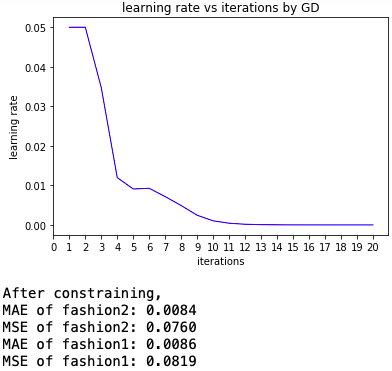 learning rate vs iterations by GD
0.05
0.04
0.03
0.02
0.01
0.00
learning rate
0 1 2 3 4 5 6 7 8 9 10 11 12 13 14 15 16 17 18 19 20
iterations
After constraining,
MAE of fashion2: 0.0084
MSE of fashion2: 0.0760
MAE of fashion1: 0.0086
MSE of fashion1: 0.0819